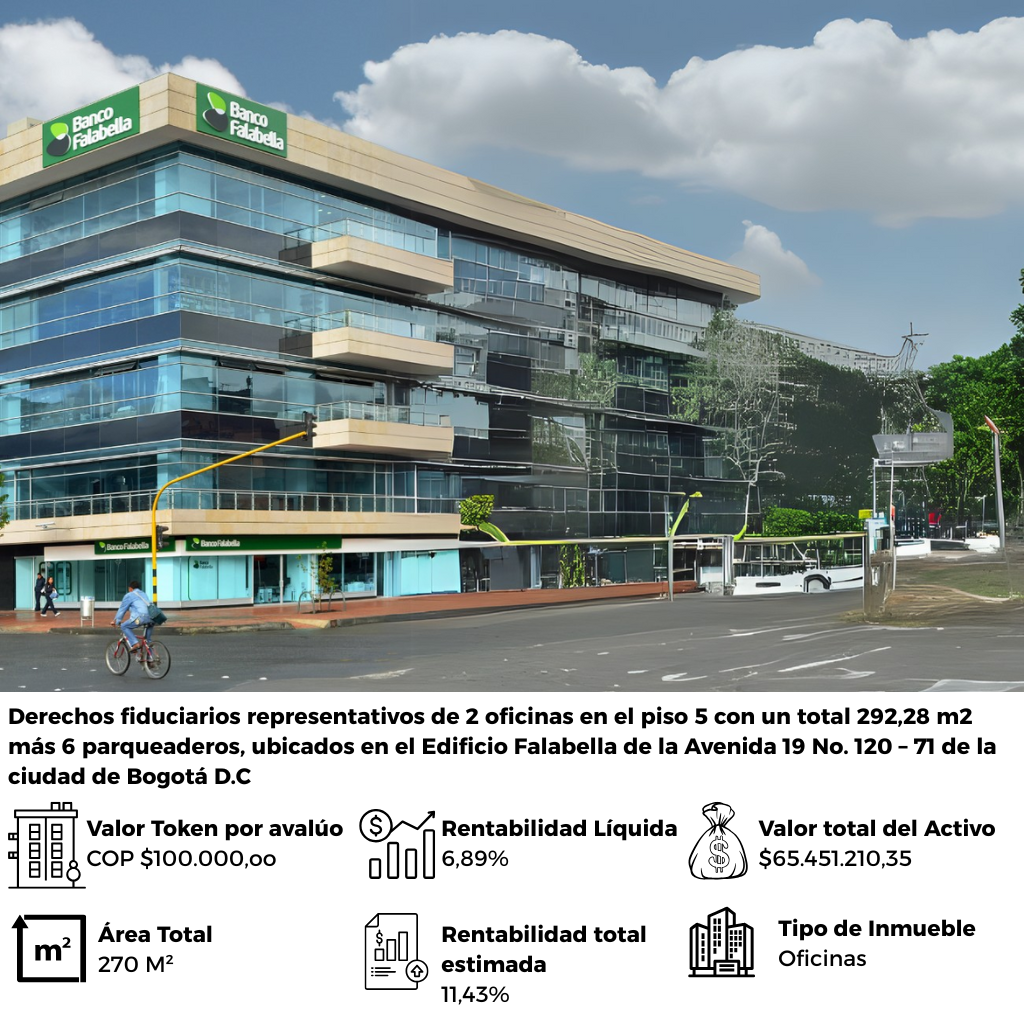 Banco
Falabella
Banco
Falabella
Banco Falabella
Banco Falabella
Derechos fiduciarios representativos de 2 oficinas en el piso 5 con un total 292,28 m2
más 6 parqueaderos, ubicados en el Edificio Falabella de la Avenida 19 No. 120 – 71 de la
ciudad de Bogotá D.C
Valor Token por avalúo
COP $100.000,oo
Rentabilidad Líquida
6,89%
Valor total del Activo
$65.451.210,35
m²
Área Total
270 M²
Rentabilidad total
estimada
11,43%
Tipo de Inmueble
Oficinas